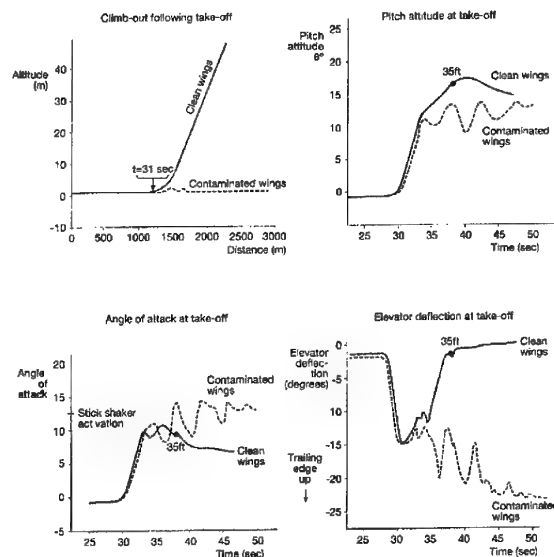 Climb-out following take-off
Altitude
(m)
40
30
20
10
0
-10
Clean wings
t=31 sec
Contaminated wings
0 500 1000 1500 2000 2500 3000
Distance (m)
Pitch attitude at take-off
Pitch
attitude
θ°
20
15
10
5
0
35ft
Clean wings
Contaminated
wings
25 30 35 40 45 50
Time (sec)
Angle of attack at take-off
Angle
of
attack
20
15
10
5
0
-5
Stick shaker
activation
Contaminated
wings
35ft
Clean
wings
25 30 35 40 45 50
Time (sec)
Elevator deflection at take-off
Elevator
deflec-
tion
(degrees)
0
-5
-10
-15
-20
-25
35ft
Clean
wings
Trailing
edge
up
Contaminated
wings
25 30 35 40 45 50
Time (sec)